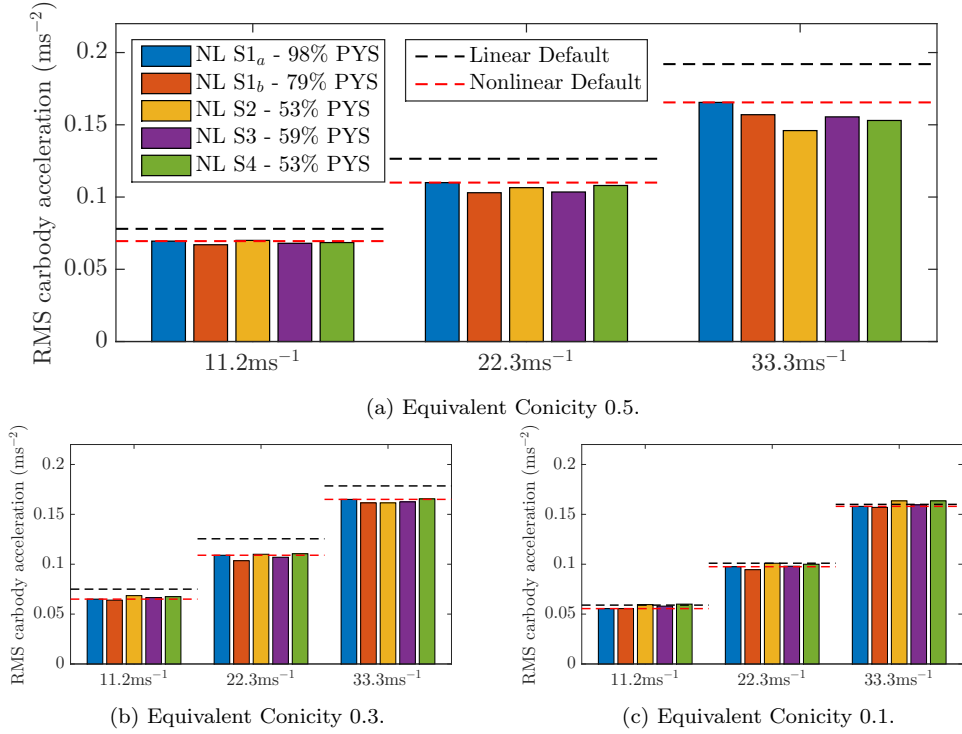 RMS carbody acceleration (ms⁻²)
0.2
0.15
0.1
0.05
0
NL S1ₐ - 98% PYS
NL S1_b - 79% PYS
NL S2 - 53% PYS
NL S3 - 59% PYS
NL S4 - 53% PYS
Linear Default
Nonlinear Default
11.2ms⁻¹ 22.3ms⁻¹ 33.3ms⁻¹
(a) Equivalent Conicity 0.5.
RMS carbody acceleration (ms⁻²)
0.2
0.15
0.1
0.05
0
11.2ms⁻¹ 22.3ms⁻¹ 33.3ms⁻¹
(b) Equivalent Conicity 0.3.
RMS carbody acceleration (ms⁻²)
0.2
0.15
0.1
0.05
0
11.2ms⁻¹ 22.3ms⁻¹ 33.3ms⁻¹
(c) Equivalent Conicity 0.1.